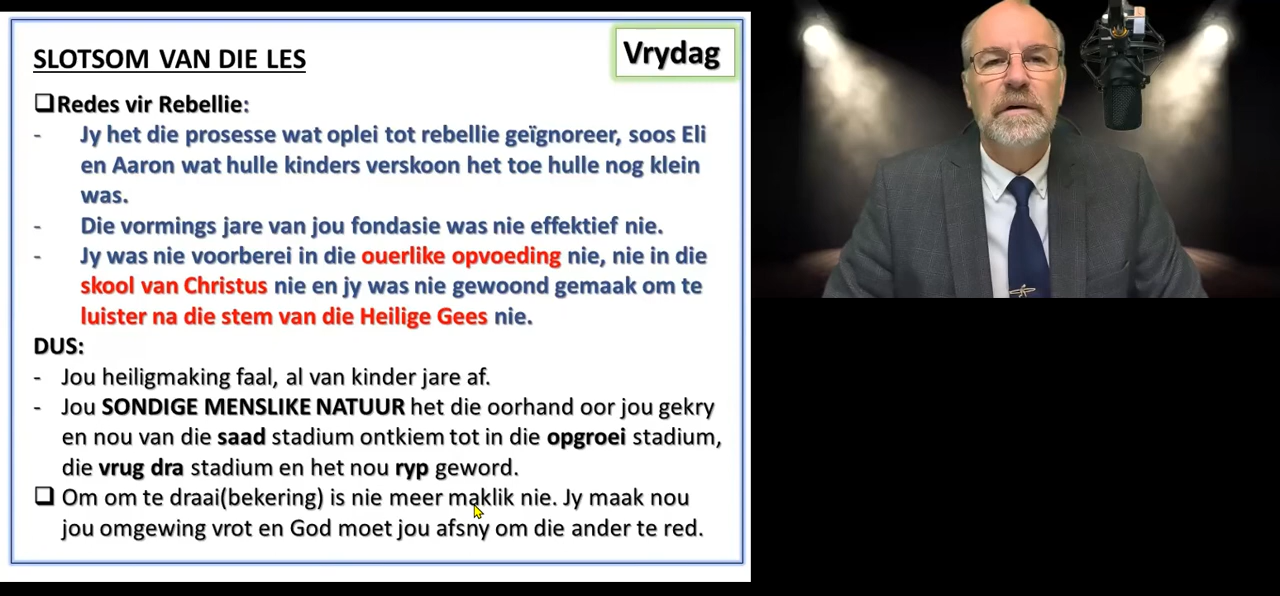 SLOTSOM VAN DIE LES
Vrydag
Redes vir Rebellie:
- Jy het die prosesse wat oplei tot rebellie geïgnoreer, soos Eli
en Aaron wat hulle kinders verskoon het toe hulle nog klein
was.
- Die vormings jare van jou fondasie was nie effektief nie.
- Jy was nie voorberei in die ouerlike opvoeding nie, nie in die
skool van Christus nie en jy was nie gewoond gemaak om te
luister na die stem van die Heilige Gees nie.
DUS:
- Jou heiligmaking faal, al van kinder jare af.
- Jou SONDIGE MENSLIKE NATUUR het die oorhand oor jou gekry
en nou van die saad stadium ontkiem tot in die opgroei stadium,
die vrug dra stadium en het nou ryp geword.
Om om te draai(bekering) is nie meer maklik nie. Jy maak nou
jou omgewing vrot en God moet jou afsny om die ander te red.